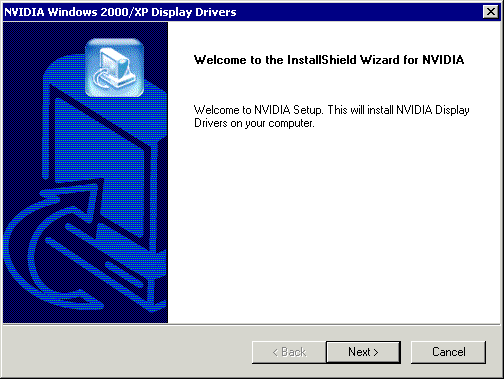 NVIDIA Windows 2000/XP Display Drivers
Welcome to the InstallShield Wizard for NVIDIA
Welcome to NVIDIA Setup. This will install NVIDIA Display
Drivers on your computer.
< Back
Next >
Cancel